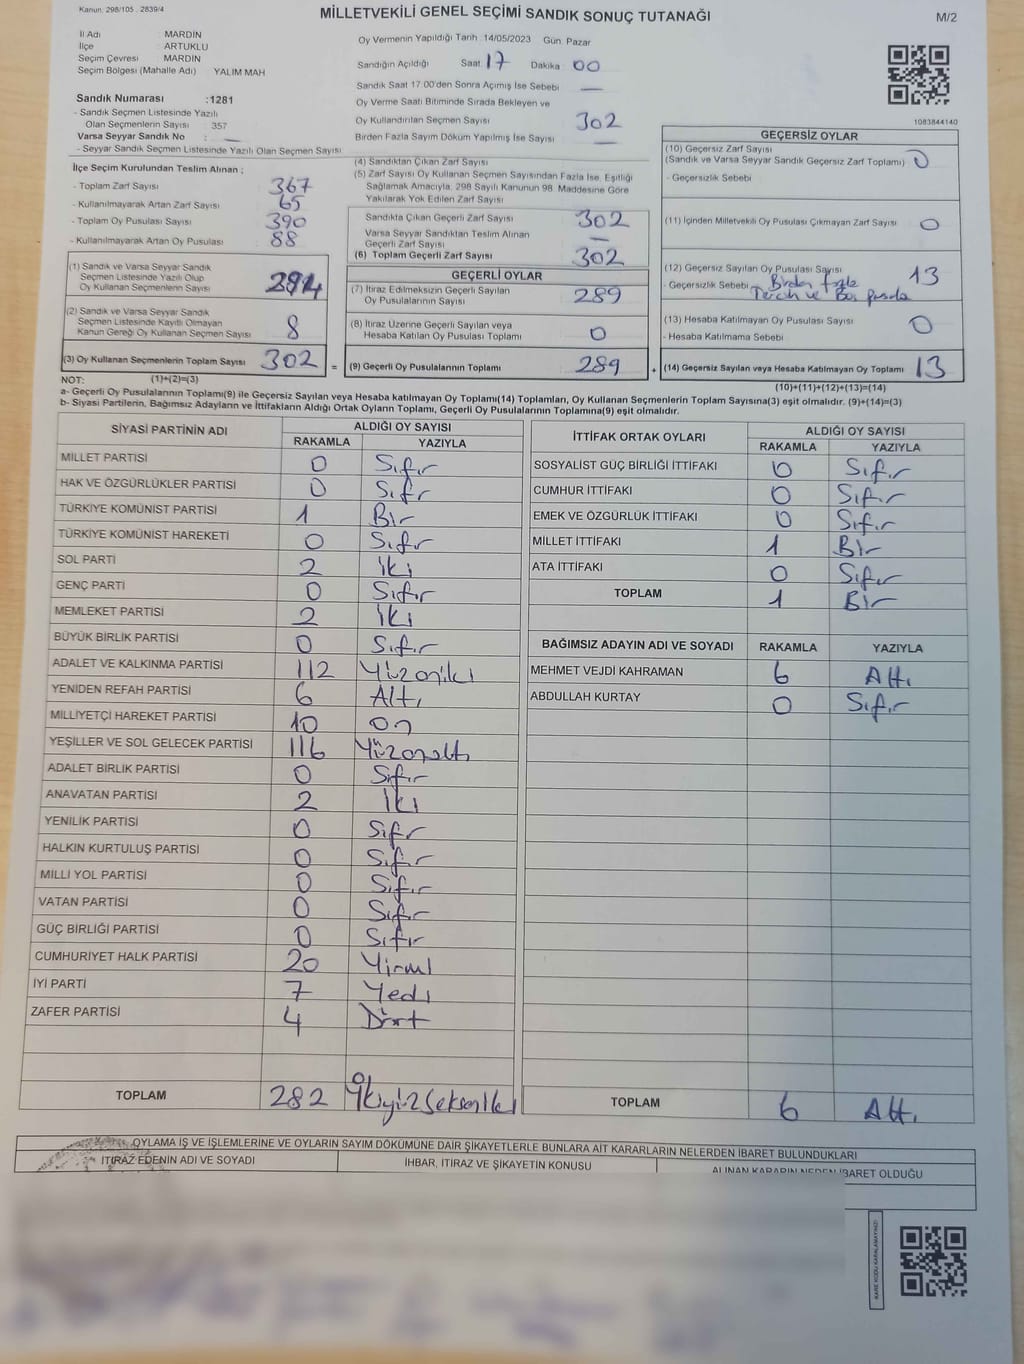 Kanun: 298/105 , 2839/4
MİLLETVEKİLİ GENEL SEÇİMİ SANDIK SONUÇ TUTANAĞI
M/2
İl Adı : MARDİN
İlçe : ARTUKLU
Seçim Çevresi : MARDİN
Seçim Bölgesi (Mahalle Adı) : YALIM MAH
Sandık Numarası :1281
- Sandık Seçmen Listesinde Yazılı
Olan Seçmenlerin Sayısı : 357
Varsa Seyyar Sandık No : —
- Seyyar Sandık Seçmen Listesinde Yazılı Olan Seçmen Sayısı
Oy Vermenin Yapıldığı Tarih :14/05/2023 Gün: Pazar
Sandığın Açıldığı Saat 17 Dakika 00
Sandık Saat 17:00'den Sonra Açımış İse Sebebi —
Oy Verme Saati Bitiminde Sırada Bekleyen ve
Oy Kullandırılan Seçmen Sayısı 302
Birden Fazla Sayım Döküm Yapılmış İse Sayısı —
1083844140
İlçe Seçim Kurulundan Teslim Alınan ;
- Toplam Zarf Sayısı 367
- Kullanılmayarak Artan Zarf Sayısı 65
- Toplam Oy Pusulası Sayısı 390
- Kullanılmayarak Artan Oy Pusulası 88
(1) Sandık ve Varsa Seyyar Sandık
Seçmen Listesinde Yazılı Olup
Oy Kullanan Seçmenlerin Sayısı 294
(2) Sandık ve Varsa Seyyar Sandık
Seçmen Listesinde Kayıtlı Olmayan
Kanun Gereği Oy Kullanan Seçmen Sayısı 8
(3) Oy Kullanan Seçmenlerin Toplam Sayısı 302 =
(1)+(2)=(3)
(4) Sandıktan Çıkan Zarf Sayısı
(5) Zarf Sayısı Oy Kullanan Seçmen Sayısından Fazla İse, Eşitliği
Sağlamak Amacıyla, 298 Sayılı Kanunun 98. Maddesine Göre
Yakılarak Yok Edilen Zarf Sayısı
Sandıkta Çıkan Geçerli Zarf Sayısı 302
Varsa Seyyar Sandıktan Teslim Alınan
Geçerli Zarf Sayısı —
(6) Toplam Geçerli Zarf Sayısı 302
GEÇERLİ OYLAR
(7) İtiraz Edilmeksizin Geçerli Sayılan
Oy Pusulalarının Sayısı 289
(8) İtiraz Üzerine Geçerli Sayılan veya
Hesaba Katılan Oy Pusulası Toplamı 0
(9) Geçerli Oy Pusulalarının Toplamı 289 +
GEÇERSİZ OYLAR
(10) Geçersiz Zarf Sayısı
(Sandık ve Varsa Seyyar Sandık Geçersiz Zarf Toplamı) 0
- Geçersizlik Sebebi
(11) İçinden Milletvekili Oy Pusulası Çıkmayan Zarf Sayısı 0
(12) Geçersiz Sayılan Oy Pusulası Sayısı 13
- Geçersizlik Sebebi Birden fazla
Tercih ve Boş pusula
(13) Hesaba Katılmayan Oy Pusulası Sayısı 0
- Hesaba Katılmama Sebebi
(14) Geçersiz Sayılan veya Hesaba Katılmayan Oy Toplamı 13
(10)+(11)+(12)+(13)=(14)
NOT:
a- Geçerli Oy Pusulalarının Toplamı(9) ile Geçersiz Sayılan veya Hesaba katılmayan Oy Toplamı(14) Toplamları, Oy Kullanan Seçmenlerin Toplam Sayısına(3) eşit olmalıdır. (9)+(14)=(3)
b- Siyasi Partilerin, Bağımsız Adayların ve İttifakların Aldığı Ortak Oyların Toplamı, Geçerli Oy Pusulalarının Toplamına(9) eşit olmalıdır.
SİYASİ PARTİNİN ADI ALDIĞI OY SAYISI
RAKAMLA YAZIYLA
MİLLET PARTİSİ 0 Sıfır
HAK VE ÖZGÜRLÜKLER PARTİSİ 0 Sıfır
TÜRKİYE KOMÜNİST PARTİSİ 1 Bir
TÜRKİYE KOMÜNİST HAREKETİ 0 Sıfır
SOL PARTİ 2 İki
GENÇ PARTİ 0 Sıfır
MEMLEKET PARTİSİ 2 İki
BÜYÜK BİRLİK PARTİSİ 0 Sıfır
ADALET VE KALKINMA PARTİSİ 112 Yüzoniki
YENİDEN REFAH PARTİSİ 6 Altı
MİLLİYETÇİ HAREKET PARTİSİ 10 On
YEŞİLLER VE SOL GELECEK PARTİSİ 116 Yüzonaltı
ADALET BİRLİK PARTİSİ 0 Sıfır
ANAVATAN PARTİSİ 2 İki
YENİLİK PARTİSİ 0 Sıfır
HALKIN KURTULUŞ PARTİSİ 0 Sıfır
MİLLİ YOL PARTİSİ 0 Sıfır
VATAN PARTİSİ 0 Sıfır
GÜÇ BİRLİĞİ PARTİSİ 0 Sıfır
CUMHURİYET HALK PARTİSİ 20 Yirmi
İYİ PARTİ 7 Yedi
ZAFER PARTİSİ 4 Dört
TOPLAM 282 İkiyüzSekseniki
İTTİFAK ORTAK OYLARI ALDIĞI OY SAYISI
RAKAMLA YAZIYLA
SOSYALİST GÜÇ BİRLİĞİ İTTİFAKI 0 Sıfır
CUMHUR İTTİFAKI 0 Sıfır
EMEK VE ÖZGÜRLÜK İTTİFAKI 0 Sıfır
MİLLET İTTİFAKI 1 Bir
ATA İTTİFAKI 0 Sıfır
TOPLAM 1 Bir
BAĞIMSIZ ADAYIN ADI VE SOYADI RAKAMLA YAZIYLA
MEHMET VEJDİ KAHRAMAN 6 Altı
ABDULLAH KURTAY 0 Sıfır
TOPLAM 6 Altı
OYLAMA İŞ VE İŞLEMLERİNE VE OYLARIN SAYIM DÖKÜMÜNE DAİR ŞİKAYETLERLE BUNLARA AİT KARARLARIN NELERDEN İBARET BULUNDUKLARI
İTİRAZ EDENİN ADI VE SOYADI İHBAR, İTİRAZ VE ŞİKAYETİN KONUSU ALINAN KARARIN NEDEN İBARET OLDUĞU
KARE KODU KARALAMAYINIZ!